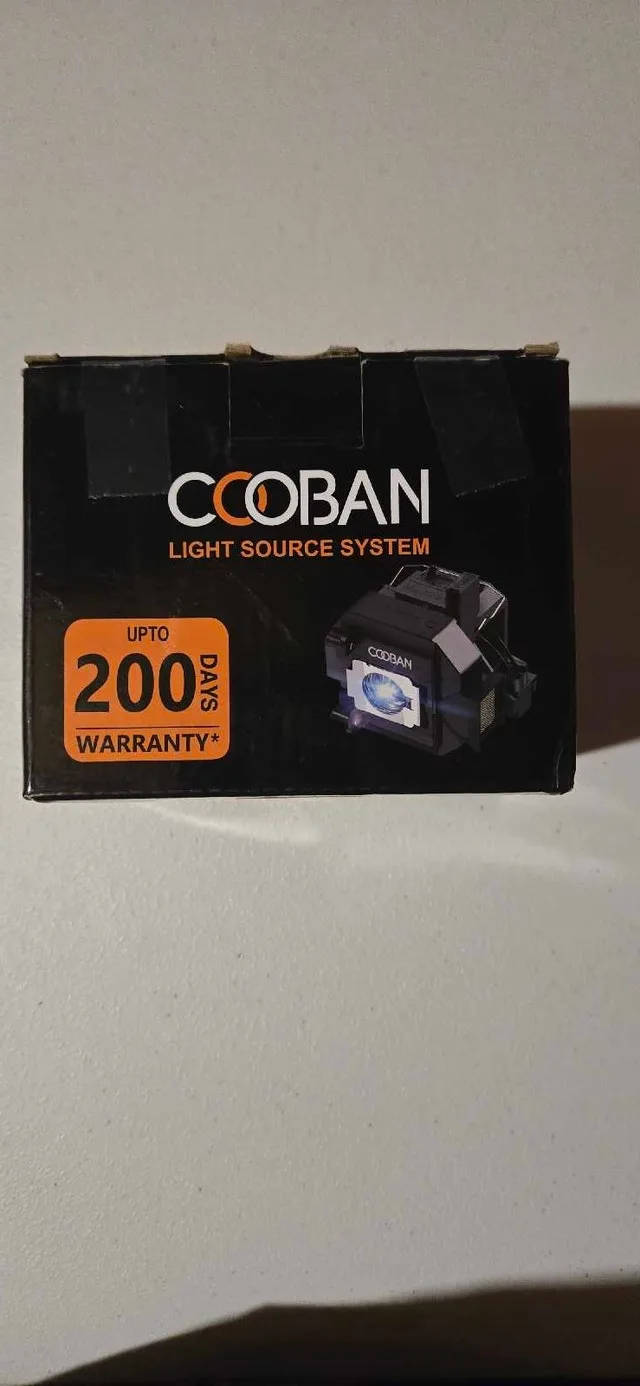 COOBAN
LIGHT SOURCE SYSTEM
COOBAN
UPTO
200 DAYS
WARRANTY*